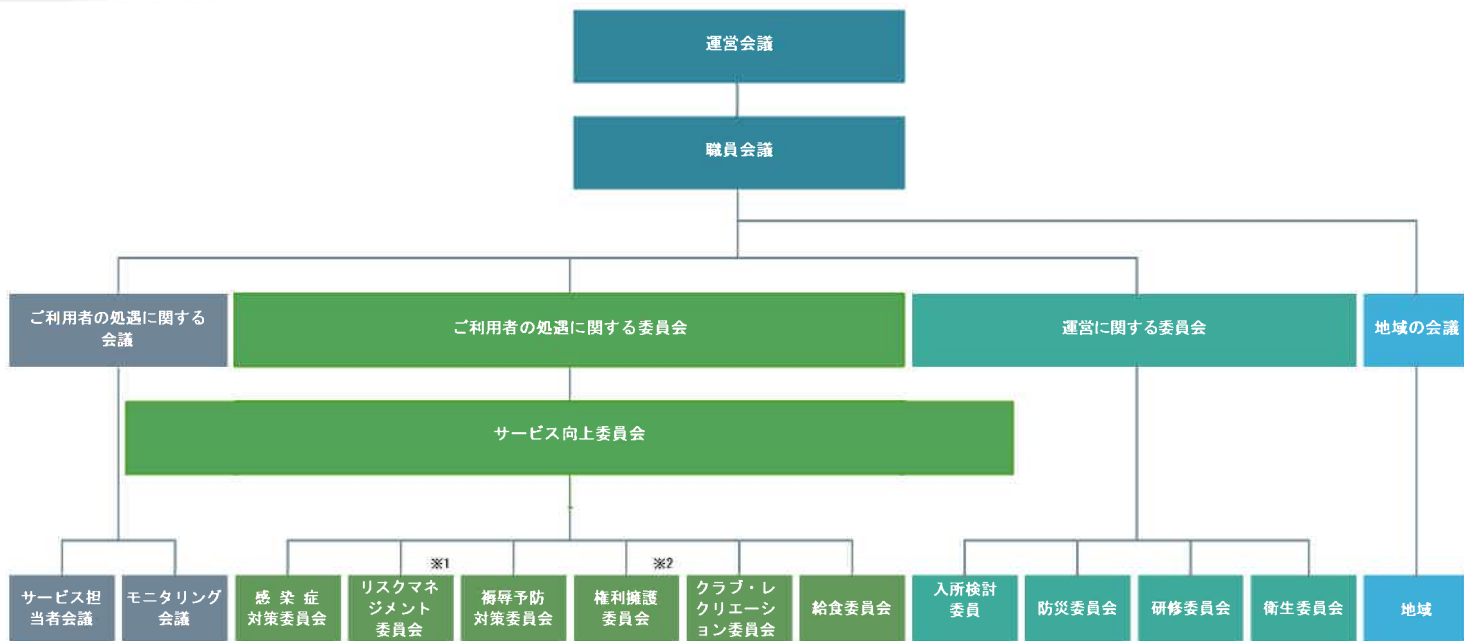 運営会議
職員会議
ご利用者の処遇に関する
会議
ご利用者の処遇に関する委員会
運営に関する委員会
地域の会議
サービス向上委員会
※1
※2
サービス担
当者会議
モニタリング
会議
感染症
対策委員会
リスクマネ
ジメント
委員会
褥辱予防
対策委員会
権利擁護
委員会
クラブ・レ
クリエーシ
ョン委員会
給食委員会
入所検討
委員
防災委員会
研修委員会
衛生委員会
地域